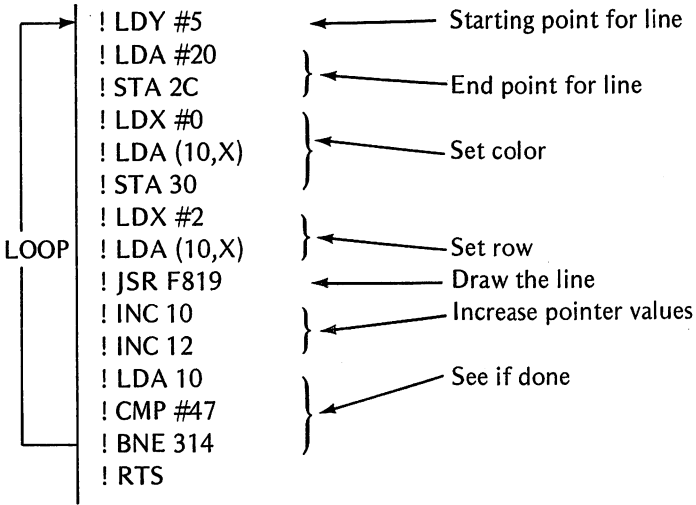 ! LDY #5 Starting point for line
! LDA #20
! STA 2C End point for line
! LDX #0
! LDA (10,X) Set color
! STA 30
! LDX #2
LOOP ! LDA (10,X) Set row
! JSR F819 Draw the line
! INC 10 Increase pointer values
! INC 12
! LDA 10 See if done
! CMP #47
! BNE 314
! RTS